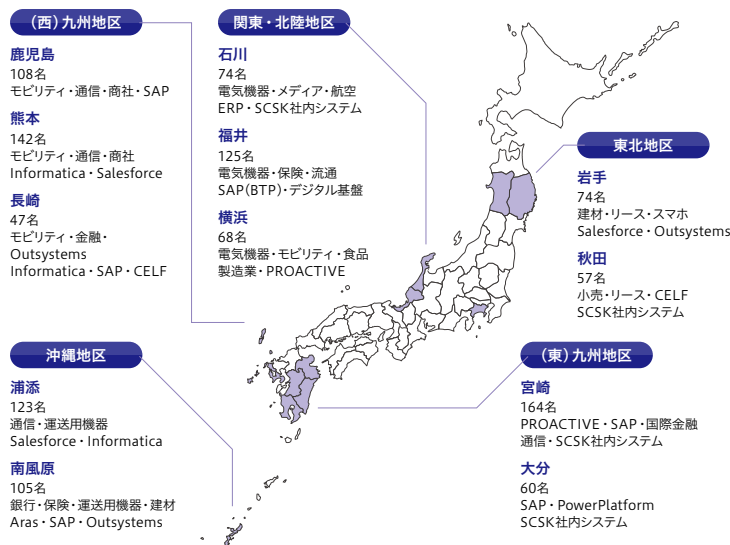 (西)九州地区
鹿児島
108名
モビリティ・通信・商社・SAP
熊本
142名
モビリティ・通信・商社
Informatica・Salesforce
長崎
47名
モビリティ・金融・
Outsystems
Informatica・SAP・CELF
関東・北陸地区
石川
74名
電気機器・メディア・航空
ERP・SCSK社内システム
福井
125名
電気機器・保険・流通
SAP(BTP)・デジタル基盤
横浜
68名
電気機器・モビリティ・食品
製造業・PROACTIVE
東北地区
岩手
74名
建材・リース・スマホ
Salesforce・Outsystems
秋田
57名
小売・リース・CELF
SCSK社内システム
沖縄地区
浦添
123名
通信・運送用機器
Salesforce・Informatica
南風原
105名
銀行・保険・運送用機器・建材
Aras・SAP・Outsystems
(東)九州地区
宮崎
164名
PROACTIVE・SAP・国際金融
通信・SCSK社内システム
大分
60名
SAP・PowerPlatform
SCSK社内システム